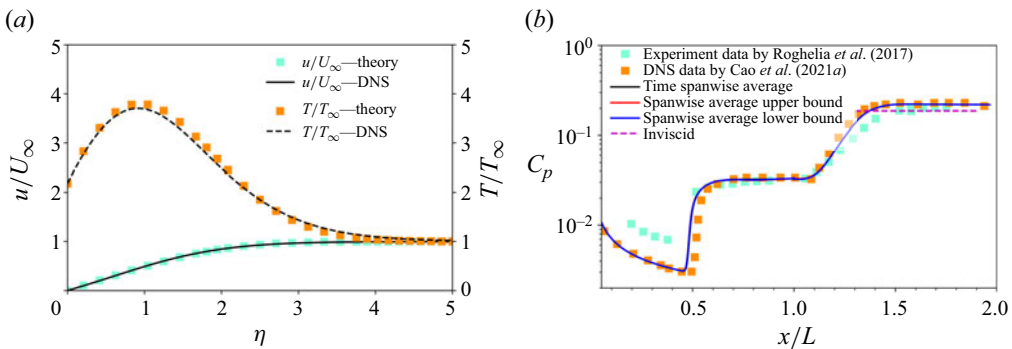 (a)
5
4
3
2
1
0
u/U∞
u/U∞—theory
u/U∞—DNS
T/T∞—theory
T/T∞—DNS
5
4
3
2
1
0
T/T∞
0 1 2 3 4 5
η
(b)
10⁰
10⁻¹
10⁻²
Cₚ
Experiment data by Roghelia et al. (2017)
DNS data by Cao et al. (2021a)
Time spanwise average
Spanwise average upper bound
Spanwise average lower bound
Inviscid
0.5 1.0 1.5 2.0
x/L